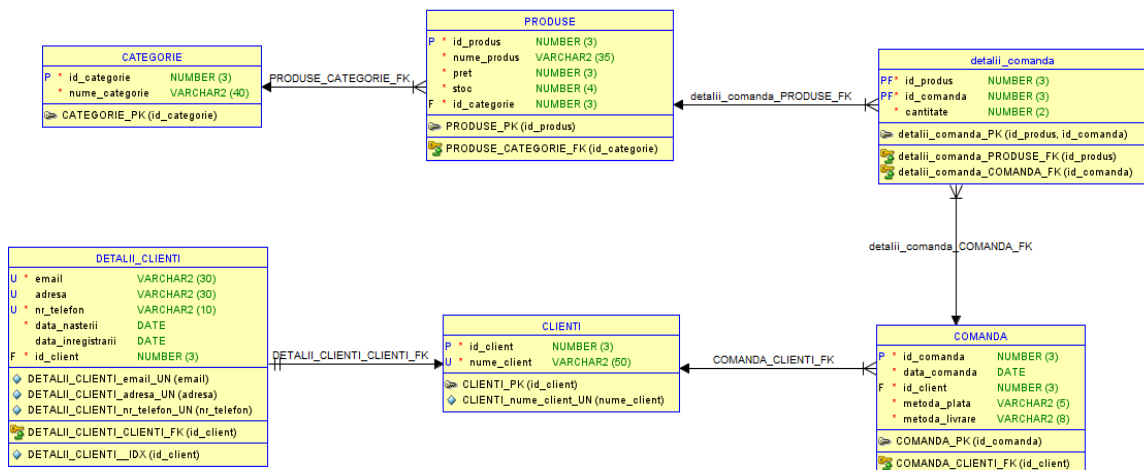 CATEGORIE
P * id_categorie NUMBER (3)
* nume_categorie VARCHAR2 (40)
CATEGORIE_PK (id_categorie)
PRODUSE_CATEGORIE_FK
PRODUSE
P * id_produs NUMBER (3)
* nume_produs VARCHAR2 (35)
* pret NUMBER (3)
* stoc NUMBER (4)
F * id_categorie NUMBER (3)
PRODUSE_PK (id_produs)
PRODUSE_CATEGORIE_FK (id_categorie)
detalii_comanda_PRODUSE_FK
detalii_comanda
PF* id_produs NUMBER (3)
PF* id_comanda NUMBER (3)
* cantitate NUMBER (2)
detalii_comanda_PK (id_produs, id_comanda)
detalii_comanda_PRODUSE_FK (id_produs)
detalii_comanda_COMANDA_FK (id_comanda)
detalii_comanda_COMANDA_FK
DETALII_CLIENTI
U * email VARCHAR2 (30)
U adresa VARCHAR2 (30)
U * nr_telefon VARCHAR2 (10)
* data_nasterii DATE
data_inregistrarii DATE
F * id_client NUMBER (3)
DETALII_CLIENTI_email_UN (email)
DETALII_CLIENTI_adresa_UN (adresa)
DETALII_CLIENTI_nr_telefon_UN (nr_telefon)
DETALII_CLIENTI_CLIENTI_FK (id_client)
DETALII_CLIENTI__IDX (id_client)
DETALII_CLIENTI_CLIENTI_FK
CLIENTI
P * id_client NUMBER (3)
U * nume_client VARCHAR2 (50)
CLIENTI_PK (id_client)
CLIENTI_nume_client_UN (nume_client)
COMANDA_CLIENTI_FK
COMANDA
P * id_comanda NUMBER (3)
* data_comanda DATE
F * id_client NUMBER (3)
* metoda_plata VARCHAR2 (5)
* metoda_livrare VARCHAR2 (8)
COMANDA_PK (id_comanda)
COMANDA_CLIENTI_FK (id_client)